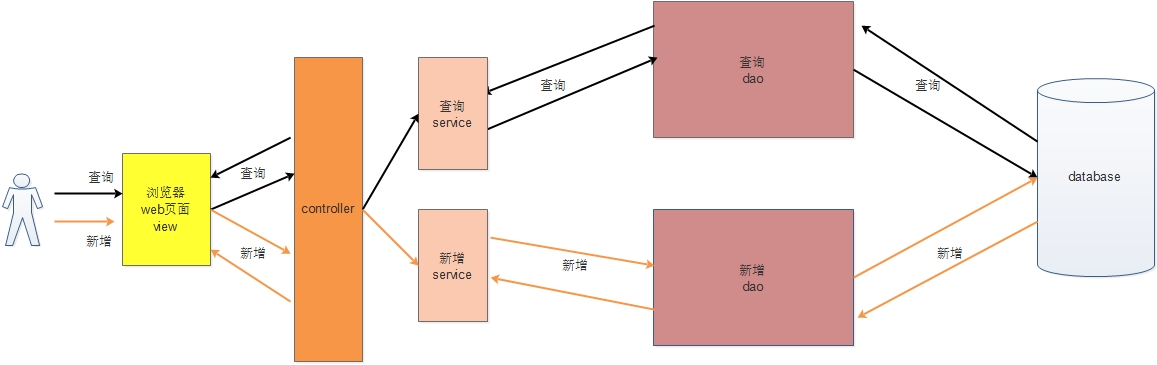 查询
新增
浏览器
web页面
view
查询
新增
controller
查询
service
新增
service
查询
新增
查询
dao
新增
dao
查询
新增
database